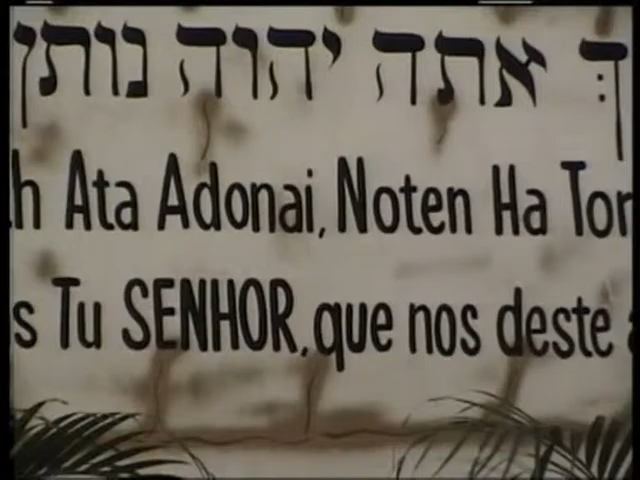 ךְ אתה יהוה נותן
h Ata Adonai, Noten Ha Tor
s Tu SENHOR, que nos deste